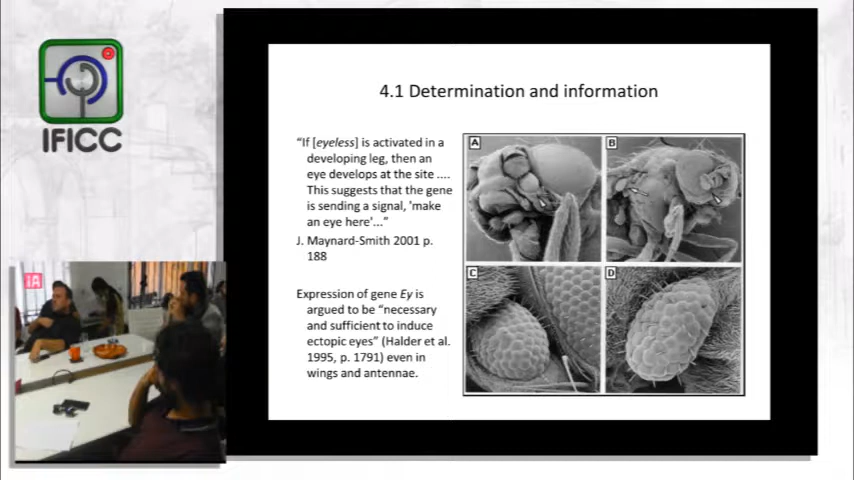 IFICC
4.1 Determination and information
“If [eyeless] is activated in a
developing leg, then an
eye develops at the site ....
This suggests that the gene
is sending a signal, 'make
an eye here'...”
J. Maynard-Smith 2001 p.
188
Expression of gene Ey is
argued to be “necessary
and sufficient to induce
ectopic eyes” (Halder et al.
1995, p. 1791) even in
wings and antennae.
A
B
C
D
IA